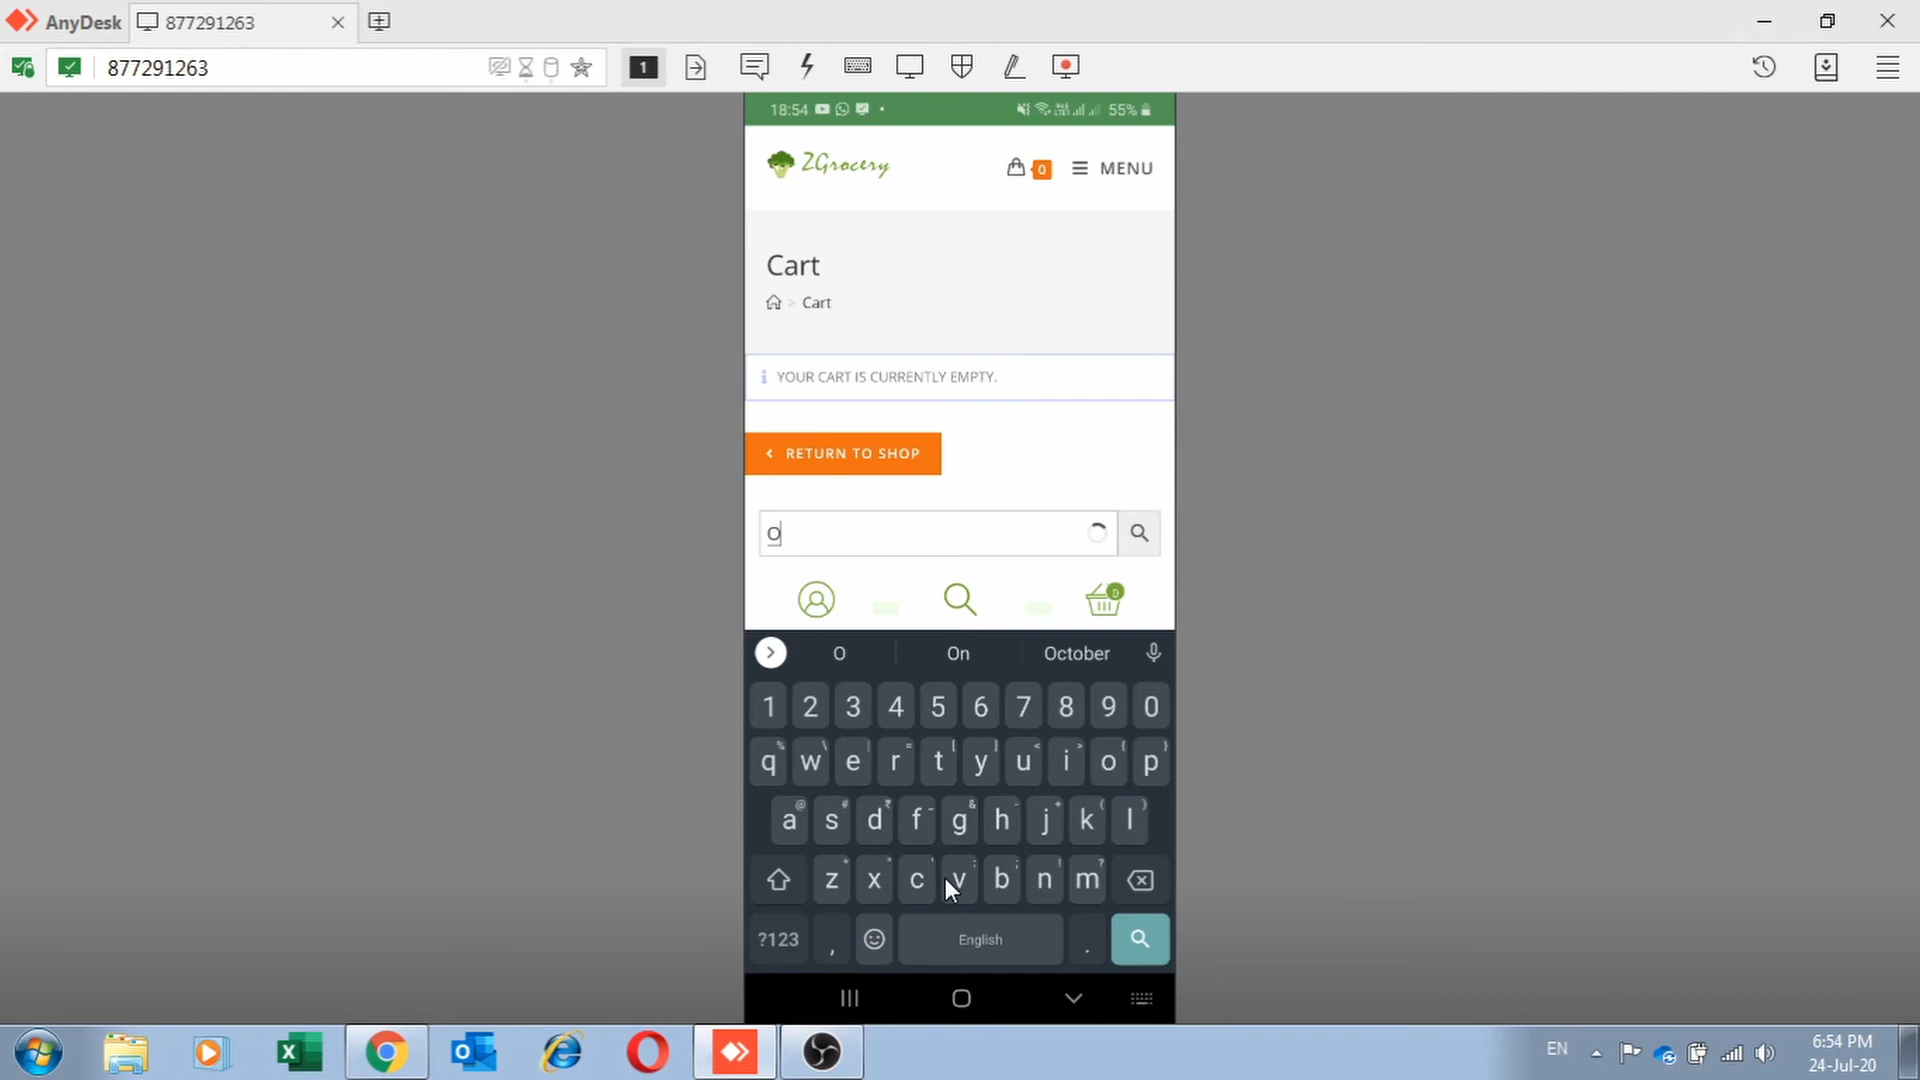 AnyDesk 877291263
877291263 1
18:54 55%
ZGrocery 0 MENU
Cart
> Cart
YOUR CART IS CURRENTLY EMPTY.
< RETURN TO SHOP
O
0
O On October
1 2 3 4 5 6 7 8 9 0
q w e r t y u i o p
a s d f g h j k l
z x c v b n m
?123 , English .
EN 6:54 PM
24-Jul-20